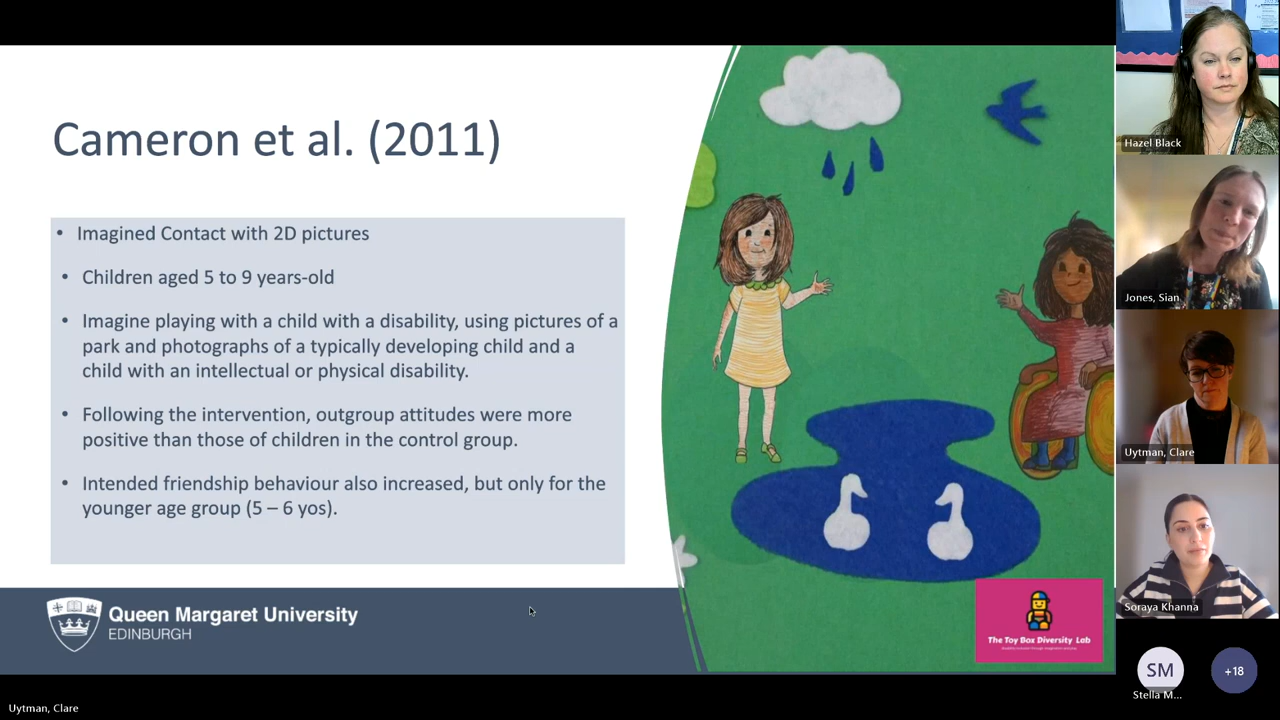 Cameron et al. (2011)
• Imagined Contact with 2D pictures
• Children aged 5 to 9 years-old
• Imagine playing with a child with a disability, using pictures of a
park and photographs of a typically developing child and a
child with an intellectual or physical disability.
• Following the intervention, outgroup attitudes were more
positive than those of children in the control group.
• Intended friendship behaviour also increased, but only for the
younger age group (5 – 6 yos).
Queen Margaret University
EDINBURGH
The Toy Box Diversity Lab
Hazel Black
Jones, Sian
Uytman, Clare
Soraya Khanna
SM
+18
Stella M...
Uytman, Clare